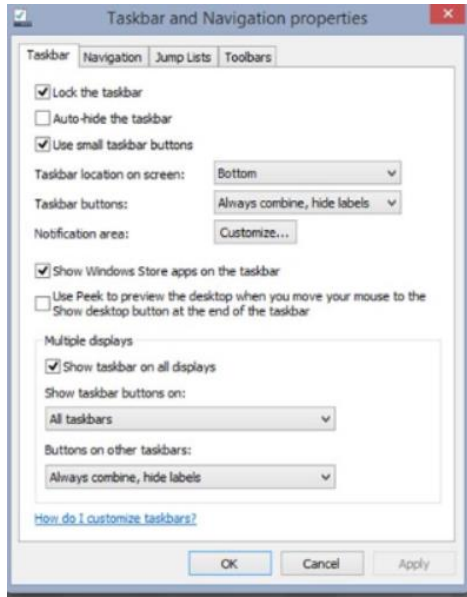 Taskbar and Navigation properties
Taskbar Navigation Jump Lists Toolbars
Lock the taskbar
Auto-hide the taskbar
Use small taskbar buttons
Taskbar location on screen: Bottom
Taskbar buttons: Always combine, hide labels
Notification area: Customize...
Show Windows Store apps on the taskbar
Use Peek to preview the desktop when you move your mouse to the
Show desktop button at the end of the taskbar
Multiple displays
Show taskbar on all displays
Show taskbar buttons on:
All taskbars
Buttons on other taskbars:
Always combine, hide labels
How do I customize taskbars?
OK Cancel Apply